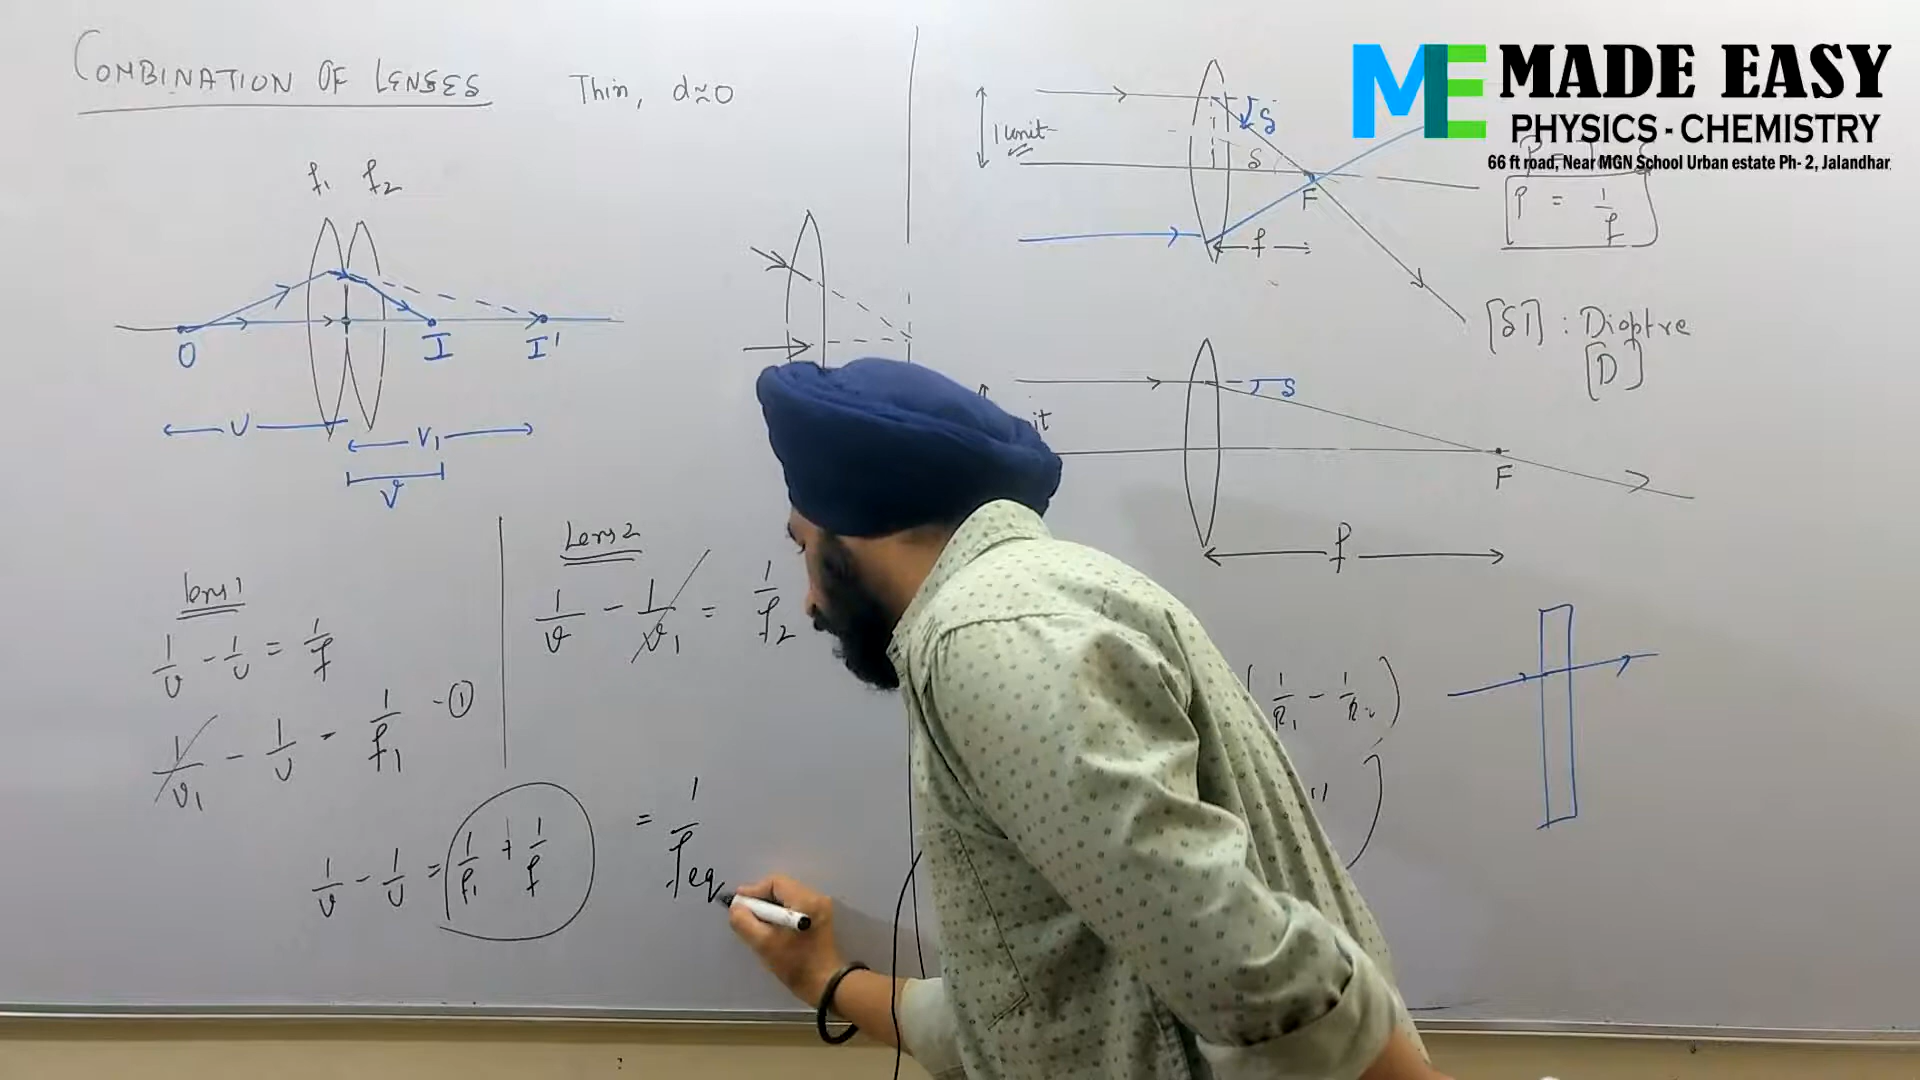 COMBINATION OF LENSES
Thin, d≈0
f₁ f₂
O
I
I'
u
v₁
v
Lens 1
1/v - 1/u = 1/f
1/v₁ - 1/u = 1/f₁ -①
Lens 2
1/v - 1/v₁ = 1/f₂
1/v - 1/u = 1/f₁ + 1/f = 1/feq
1 unit
δ
δ
F
f
P = 1/f
[SI] : Dioptre
[D]
it
δ
F
f
(1/R₁ - 1/R₂)
ME MADE EASY
PHYSICS - CHEMISTRY
66 ft road, Near MGN School Urban estate Ph- 2, Jalandhar